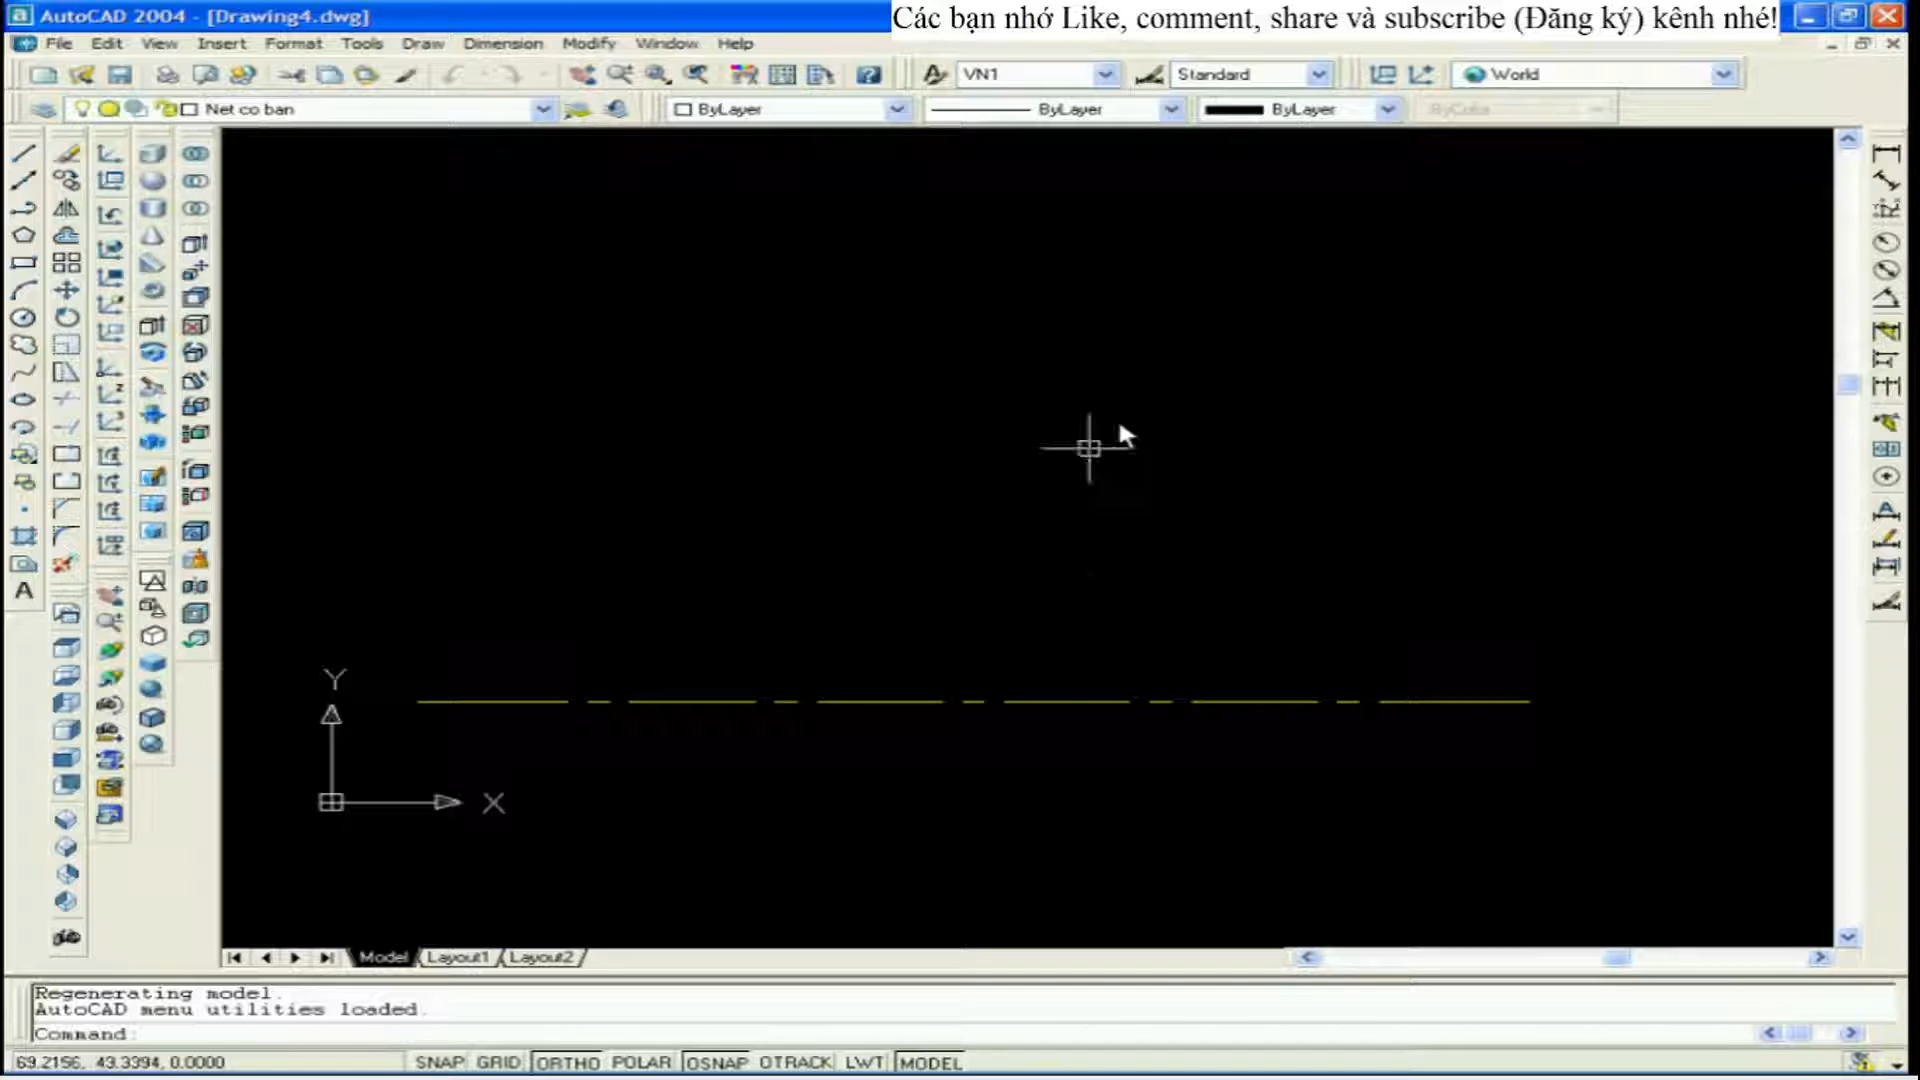 AutoCAD 2004 - [Drawing4.dwg]
Các bạn nhớ Like, comment, share và subscribe (Đăng ký) kênh nhé!
File Edit View Insert Format Tools Draw Dimension Modify Window Help
VN1 Standard World
Net co ban ByLayer ByLayer ByLayer ByColor
A
Y
X
Model Layout1 Layout2
Regenerating model.
AutoCAD menu utilities loaded.
Command:
69.2156, 43.3394, 0.0000 SNAP GRID ORTHO POLAR OSNAP OTRACK LWT MODEL